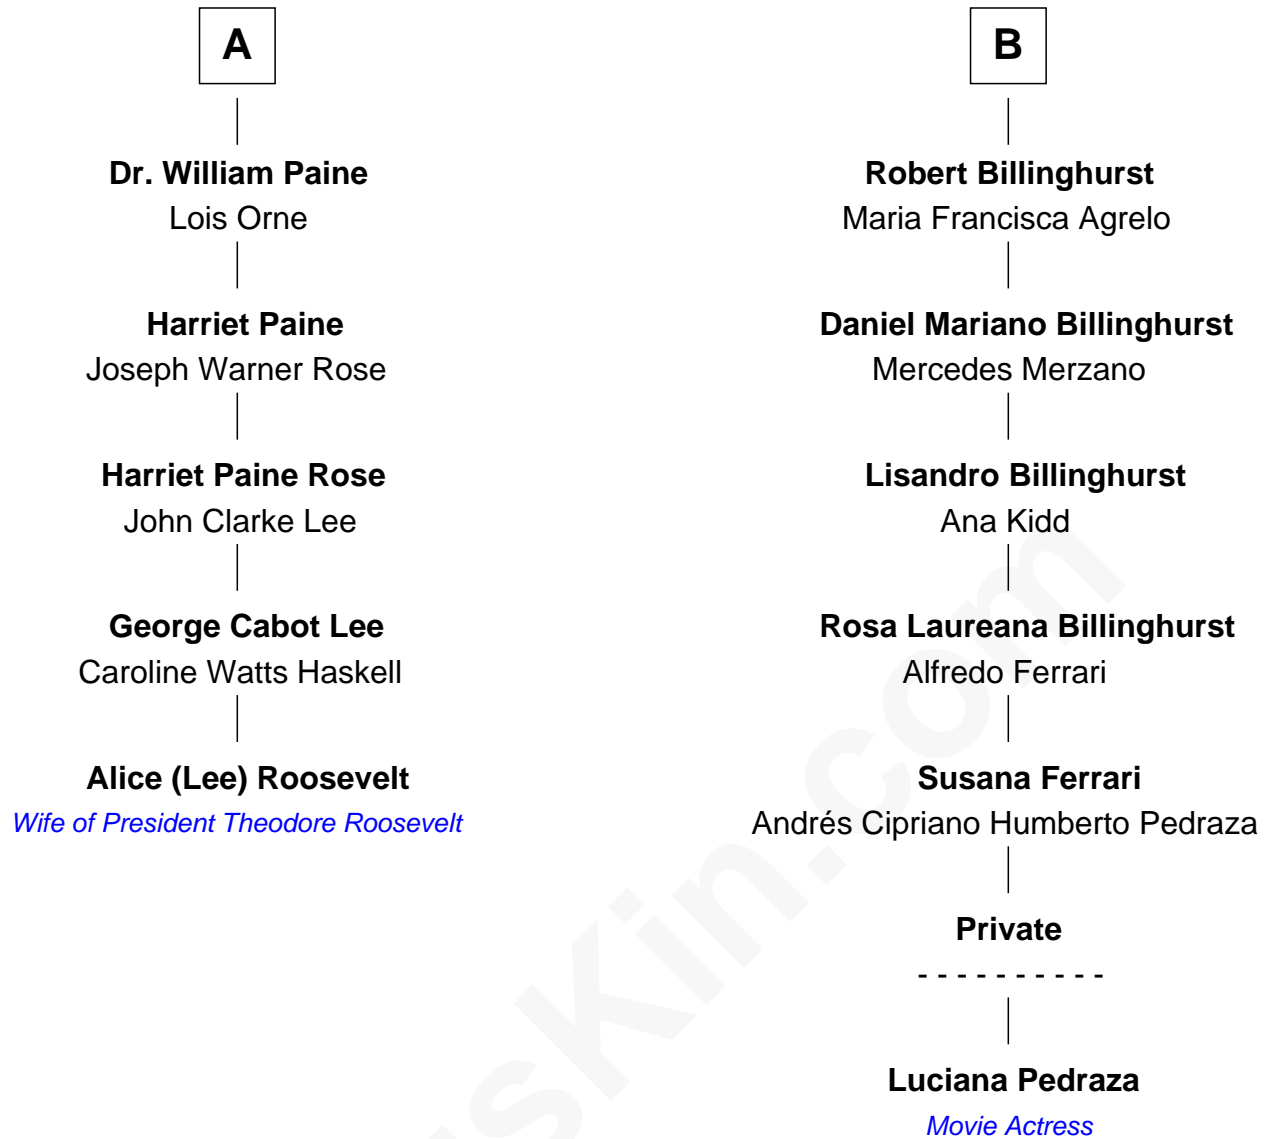 A
B
Dr. William Paine
Lois Orne
Robert Billinghurst
Maria Francisca Agrelo
Harriet Paine
Joseph Warner Rose
Daniel Mariano Billinghurst
Mercedes Merzano
Harriet Paine Rose
John Clarke Lee
Lisandro Billinghurst
Ana Kidd
George Cabot Lee
Caroline Watts Haskell
Rosa Laureana Billinghurst
Alfredo Ferrari
Alice (Lee) Roosevelt
Wife of President Theodore Roosevelt
Susana Ferrari
Andrés Cipriano Humberto Pedraza
Private
- - - - - - - - - -
Luciana Pedraza
Movie Actress
sKin.com